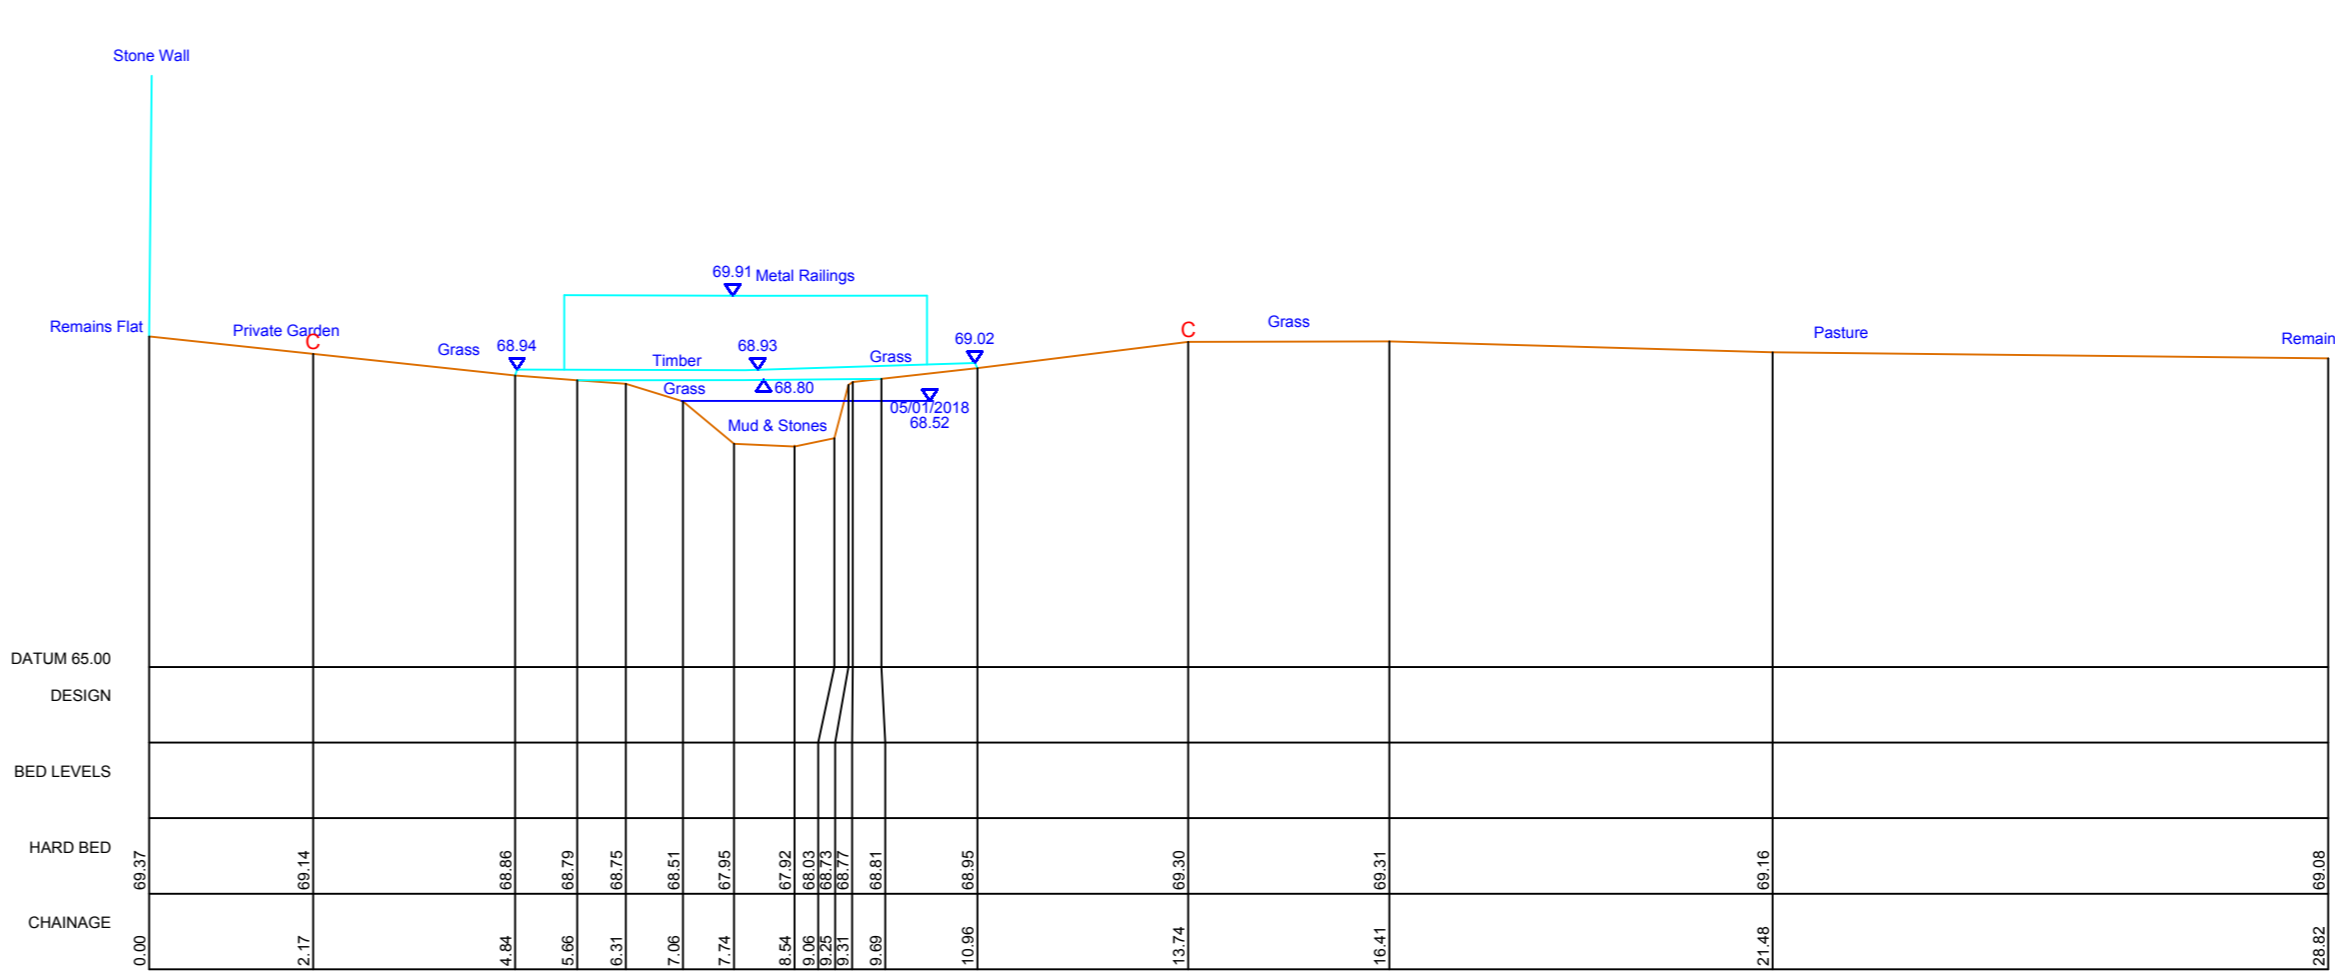 Stone Wall
69.91 Metal Railings
Remains Flat
Private Garden
C
Grass
68.94
Timber
68.93
Grass
69.02
C
Grass
Pasture
Remain
Grass
68.80
05/01/2018
68.52
Mud & Stones
DATUM 65.00
DESIGN
BED LEVELS
HARD BED
69.37 69.14 68.86 68.79 68.75 68.51 67.95 67.92 68.03 68.73 68.77 68.81 68.95 69.30 69.31 69.16 69.08
CHAINAGE
0.00 2.17 4.84 5.66 6.31 7.06 7.74 8.54 9.06 9.25 9.31 9.69 10.96 13.74 16.41 21.48 28.82